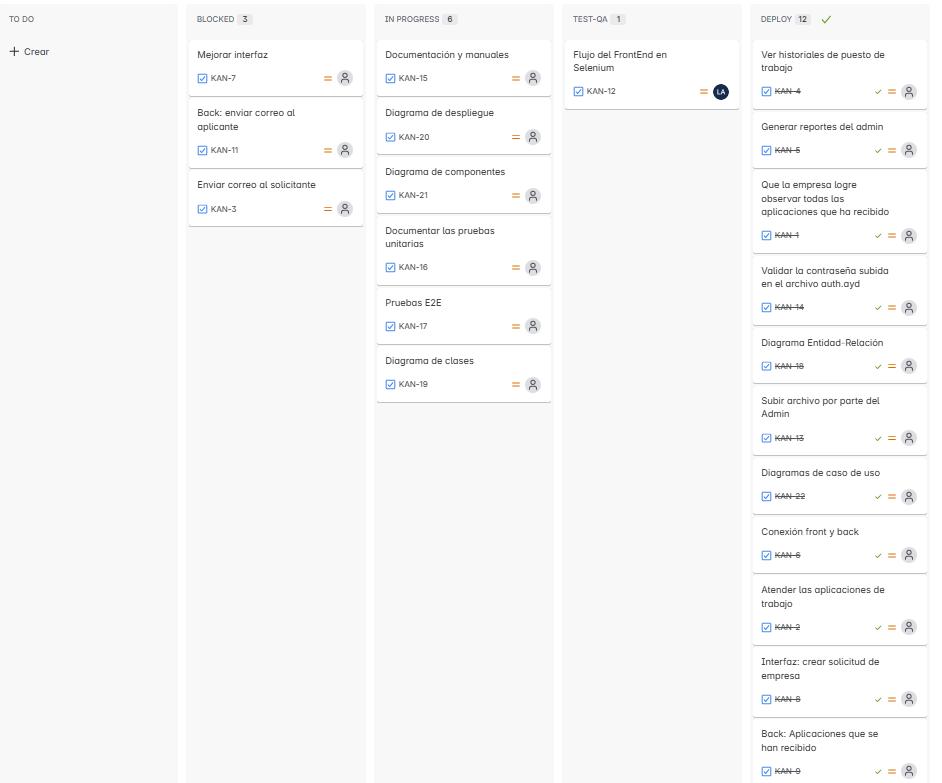 TO DO
+ Crear
BLOCKED 3
Mejorar interfaz
KAN-7
Back: enviar correo al
aplicante
KAN-11
Enviar correo al solicitante
KAN-3
IN PROGRESS 6
Documentación y manuales
KAN-15
Diagrama de despliegue
KAN-20
Diagrama de componentes
KAN-21
Documentar las pruebas
unitarias
KAN-16
Pruebas E2E
KAN-17
Diagrama de clases
KAN-19
TEST-QA 1
Flujo del FrontEnd en
Selenium
KAN-12 LA
DEPLOY 12
Ver historiales de puesto de
trabajo
KAN-4
Generar reportes del admin
KAN-5
Que la empresa logre
observar todas las
aplicaciones que ha recibido
KAN-1
Validar la contraseña subida
en el archivo auth.ayd
KAN-14
Diagrama Entidad-Relación
KAN-18
Subir archivo por parte del
Admin
KAN-13
Diagramas de caso de uso
KAN-22
Conexión front y back
KAN-6
Atender las aplicaciones de
trabajo
KAN-2
Interfaz: crear solicitud de
empresa
KAN-8
Back: Aplicaciones que se
han recibido
KAN-9